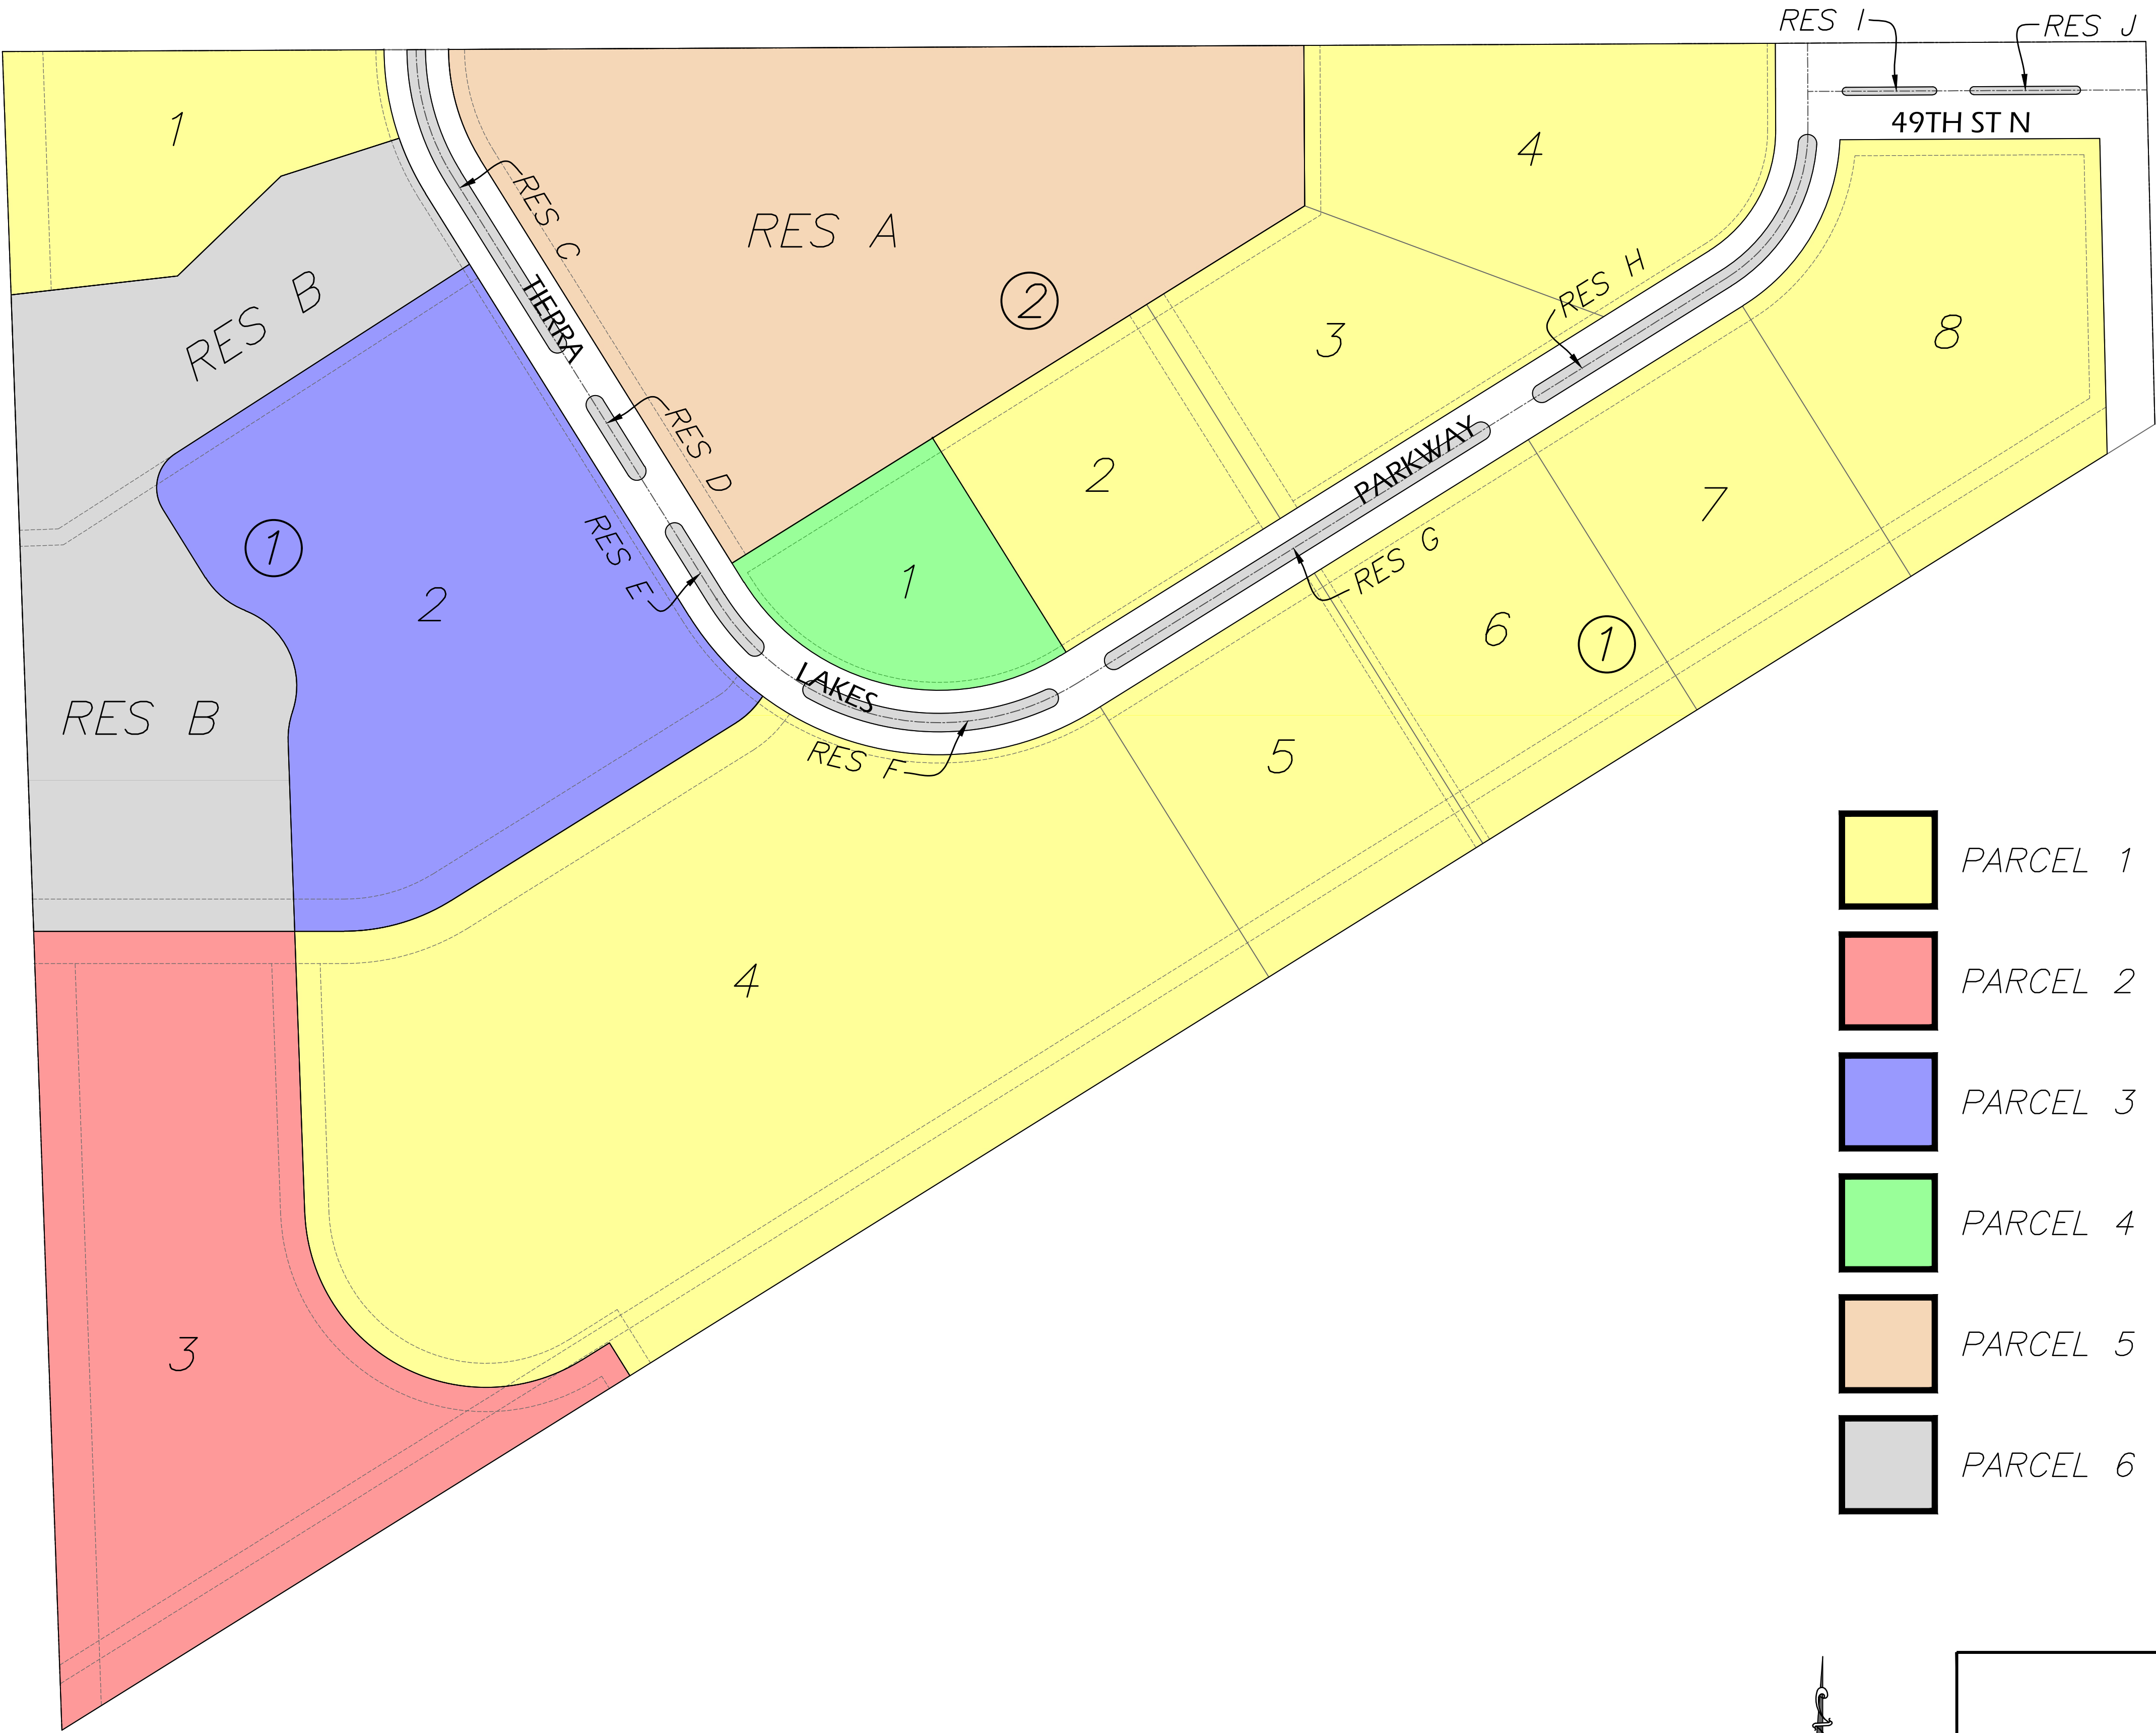 RES I
RES J
49TH ST N
1
RES C
RES A
4
2
RES B
TIERRA
RES H
3
8
RES D
PARKWAY
2
7
1
RES E
RES G
2
1
6
1
RES B
LAKES
RES F
5
PARCEL 1
4
PARCEL 2
PARCEL 3
PARCEL 4
3
PARCEL 5
PARCEL 6